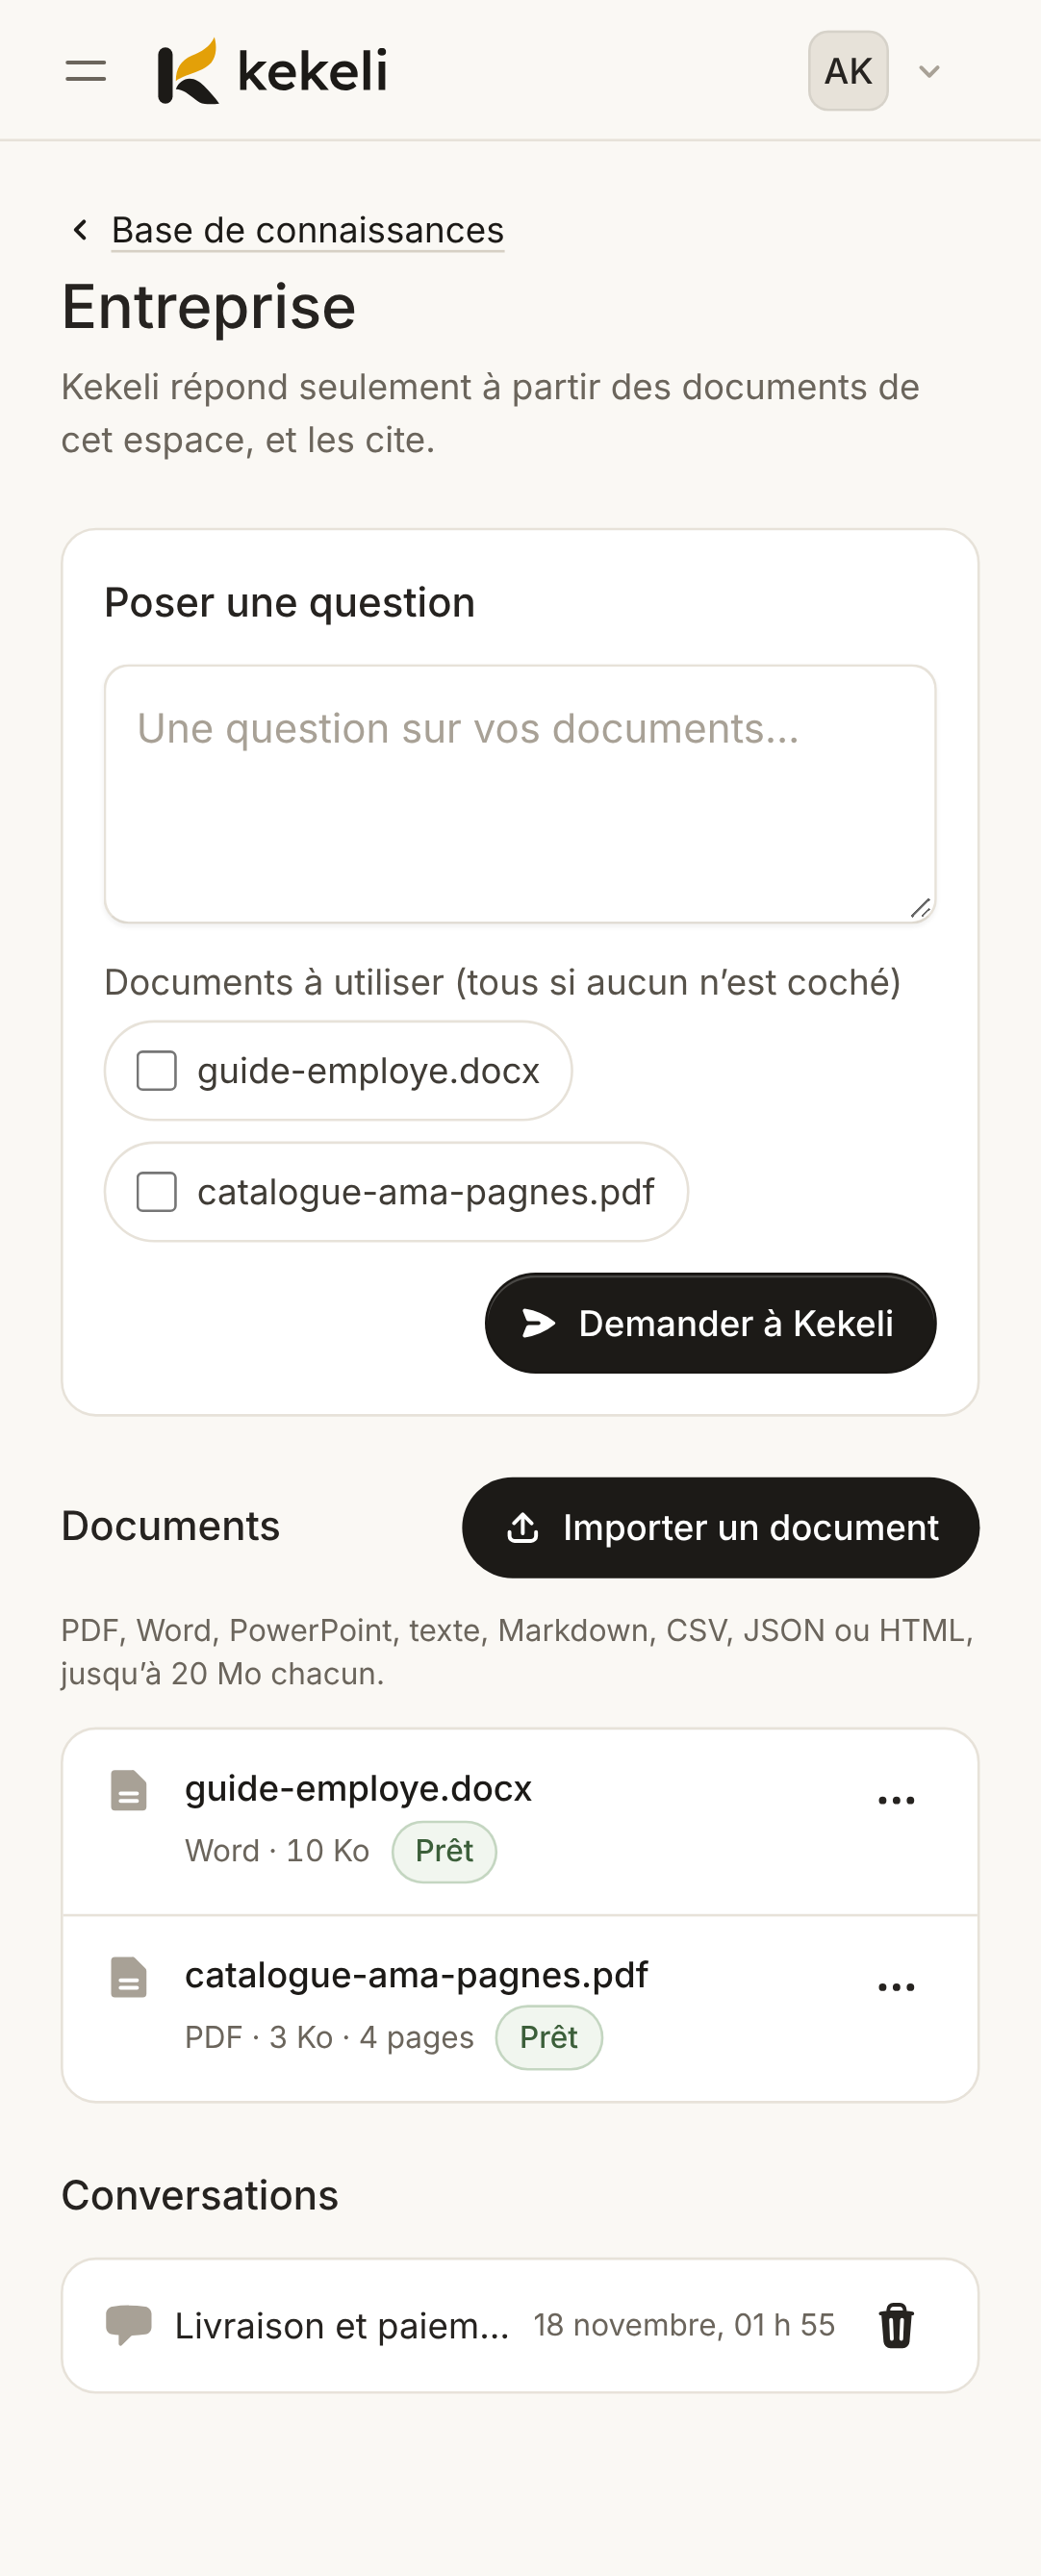 kekeli
AK
Base de connaissances
Entreprise
Kekeli répond seulement à partir des documents de
cet espace, et les cite.
Poser une question
Une question sur vos documents…
Documents à utiliser (tous si aucun n’est coché)
guide-employe.docx
catalogue-ama-pagnes.pdf
Demander à Kekeli
Documents
Importer un document
PDF, Word, PowerPoint, texte, Markdown, CSV, JSON ou HTML,
jusqu’à 20 Mo chacun.
guide-employe.docx
Word · 10 Ko Prêt
catalogue-ama-pagnes.pdf
PDF · 3 Ko · 4 pages Prêt
Conversations
Livraison et paiem… 18 novembre, 01 h 55